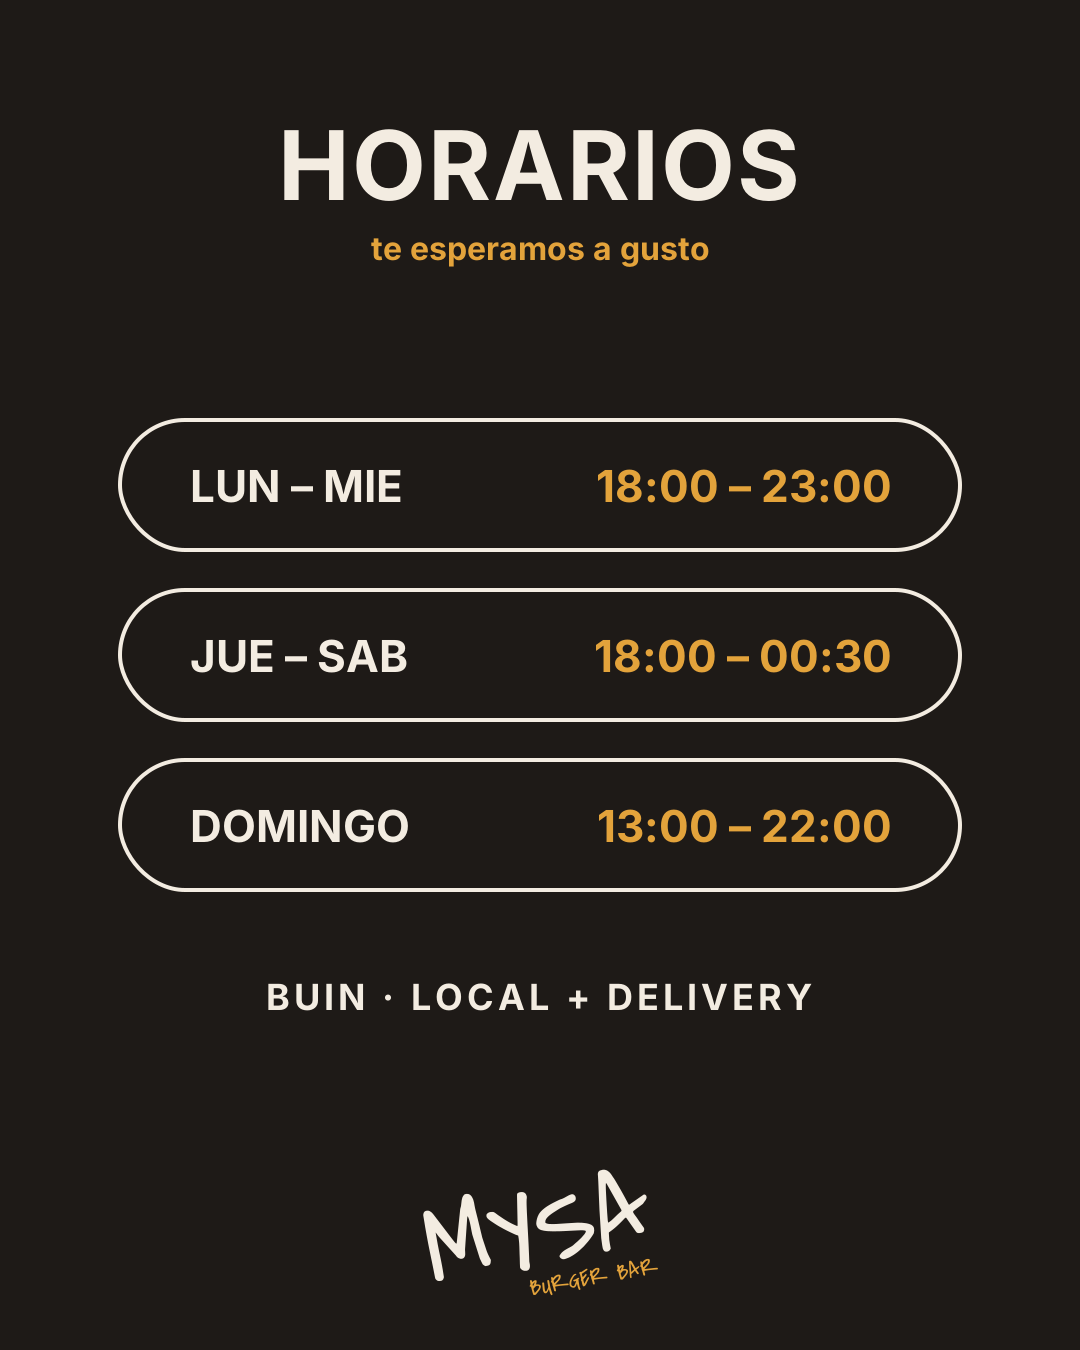 HORARIOS
te esperamos a gusto
LUN – MIE 18:00 – 23:00
JUE – SAB 18:00 – 00:30
DOMINGO 13:00 – 22:00
BUIN · LOCAL + DELIVERY
MYSA
BURGER BAR